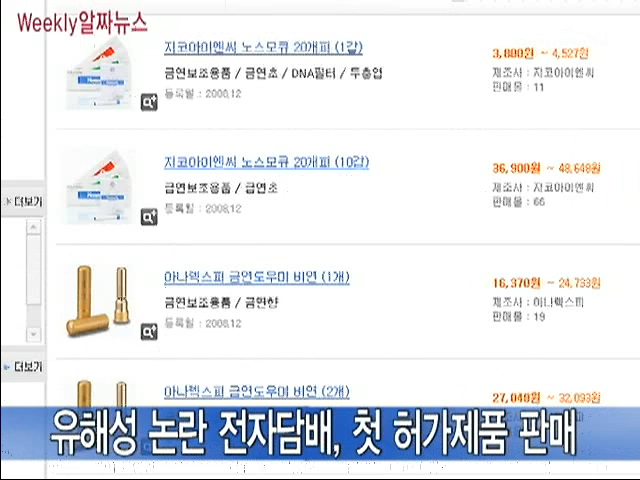 Weekly알짜뉴스
지코아이엔씨 노스모큐 20개피 (1갑)
3,800원 ~ 4,527원
금연보조용품 / 금연초 / DNA필터 / 두충엽
제조사 : 지코아이엔씨
등록월 : 2008.12
판매몰 : 11
지코아이엔씨 노스모큐 20개피 (10갑)
36,900원 ~ 48,649원
금연보조용품 / 금연초
제조사 : 지코아이엔씨
등록월 : 2008.12
판매몰 : 66
더보기
아나렉스피 금연도우미 비연 (1개)
16,370원 ~ 24,733원
금연보조용품 / 금연향
제조사 : 아나렉스피
등록월 : 2008.12
판매몰 : 19
더보기
아나렉스피 금연도우미 비연 (2개)
27,049원 ~ 32,093원
유해성 논란 전자담배, 첫 허가제품 판매